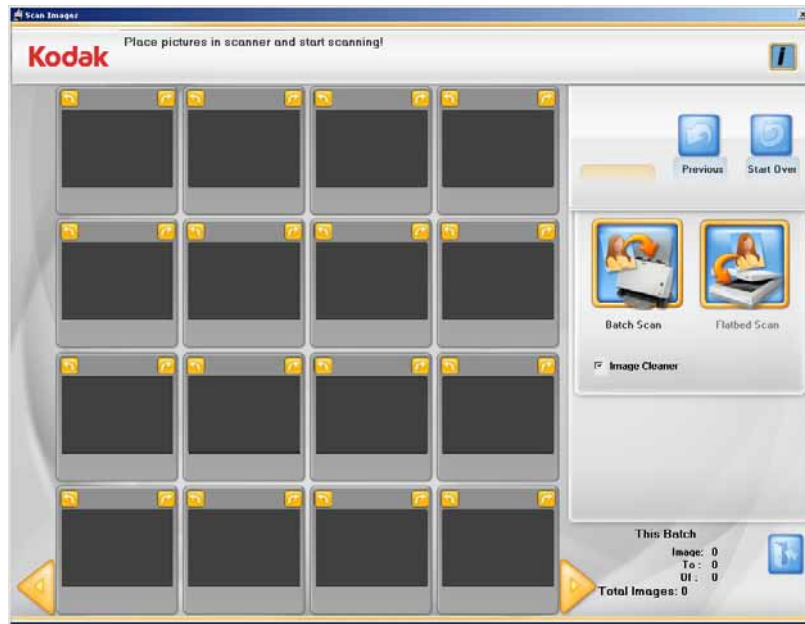 Scan Images
Kodak
Place pictures in scanner and start scanning!
i
Previous
Start Over
Batch Scan
Flatbed Scan
Image Cleaner
This Batch
Image: 0
To: 0
Of: 0
Total Images: 0